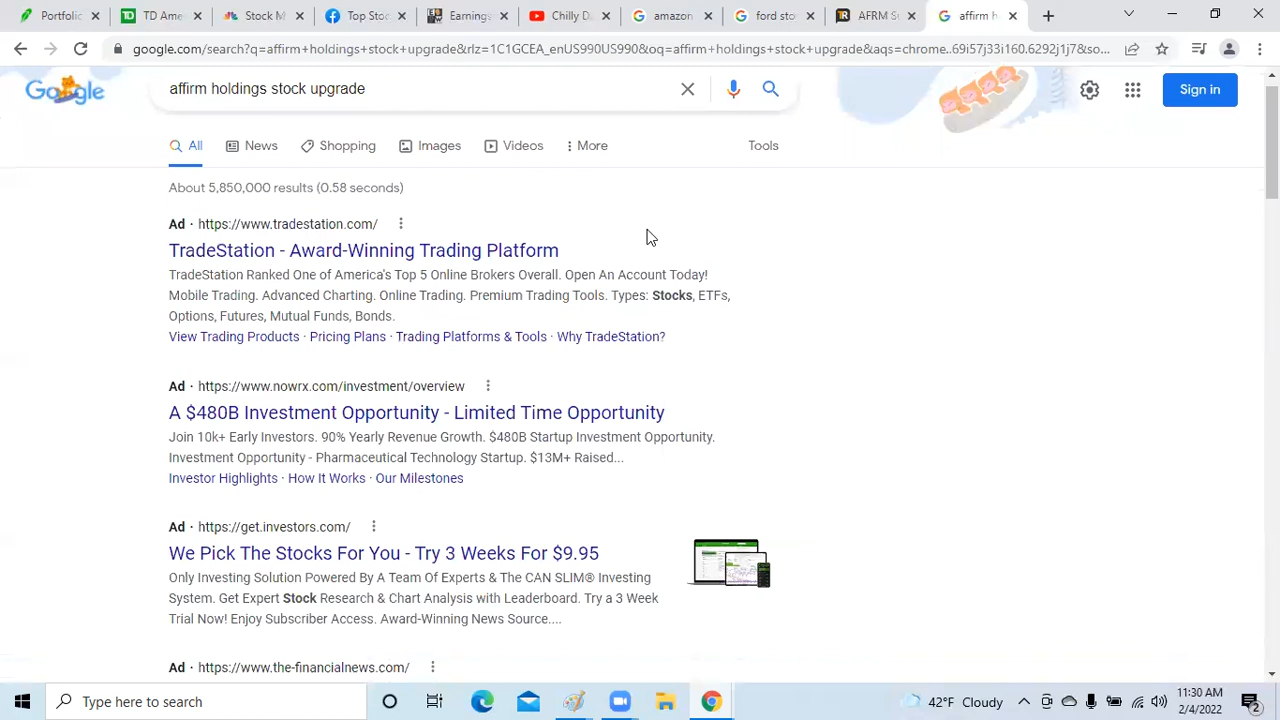 Portfolic
TD Amer
Stock Ma
Top Stoc
Earnings
Chilly Da
amazon
ford stoc
AFRM Sc
affirm h
google.com/search?q=affirm+holdings+stock+upgrade&rlz=1C1GCEA_enUS990US990&oq=affirm+holdings+stock+upgrade&aqs=chrome..69i57j33i160.6292j1j7&so...
affirm holdings stock upgrade
Sign in
All News Shopping Images Videos More Tools
About 5,850,000 results (0.58 seconds)
Ad · https://www.tradestation.com/
TradeStation - Award-Winning Trading Platform
TradeStation Ranked One of America's Top 5 Online Brokers Overall. Open An Account Today!
Mobile Trading. Advanced Charting. Online Trading. Premium Trading Tools. Types: Stocks, ETFs,
Options, Futures, Mutual Funds, Bonds.
View Trading Products · Pricing Plans · Trading Platforms & Tools · Why TradeStation?
Ad · https://www.nowrx.com/investment/overview
A $480B Investment Opportunity - Limited Time Opportunity
Join 10k+ Early Investors. 90% Yearly Revenue Growth. $480B Startup Investment Opportunity.
Investment Opportunity - Pharmaceutical Technology Startup. $13M+ Raised...
Investor Highlights · How It Works · Our Milestones
Ad · https://get.investors.com/
We Pick The Stocks For You - Try 3 Weeks For $9.95
Only Investing Solution Powered By A Team Of Experts & The CAN SLIM® Investing
System. Get Expert Stock Research & Chart Analysis with Leaderboard. Try a 3 Week
Trial Now! Enjoy Subscriber Access. Award-Winning News Source....
Ad · https://www.the-financialnews.com/
Type here to search
42°F Cloudy
11:30 AM
2/4/2022
2